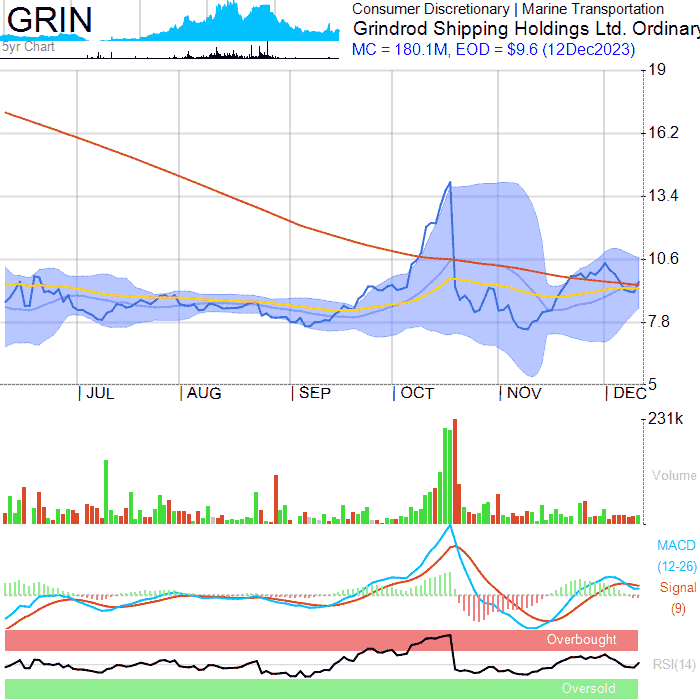 GRIN
5yr Chart
Consumer Discretionary | Marine Transportation
Grindrod Shipping Holdings Ltd. Ordinary
MC = 180.1M, EOD = $9.6 (12Dec2023)
19
16.2
13.4
10.6
7.8
5
JUL
AUG
SEP
OCT
NOV
DEC
231k
Volume
MACD
(12-26)
Signal
(9)
Overbought
RSI(14)
Oversold